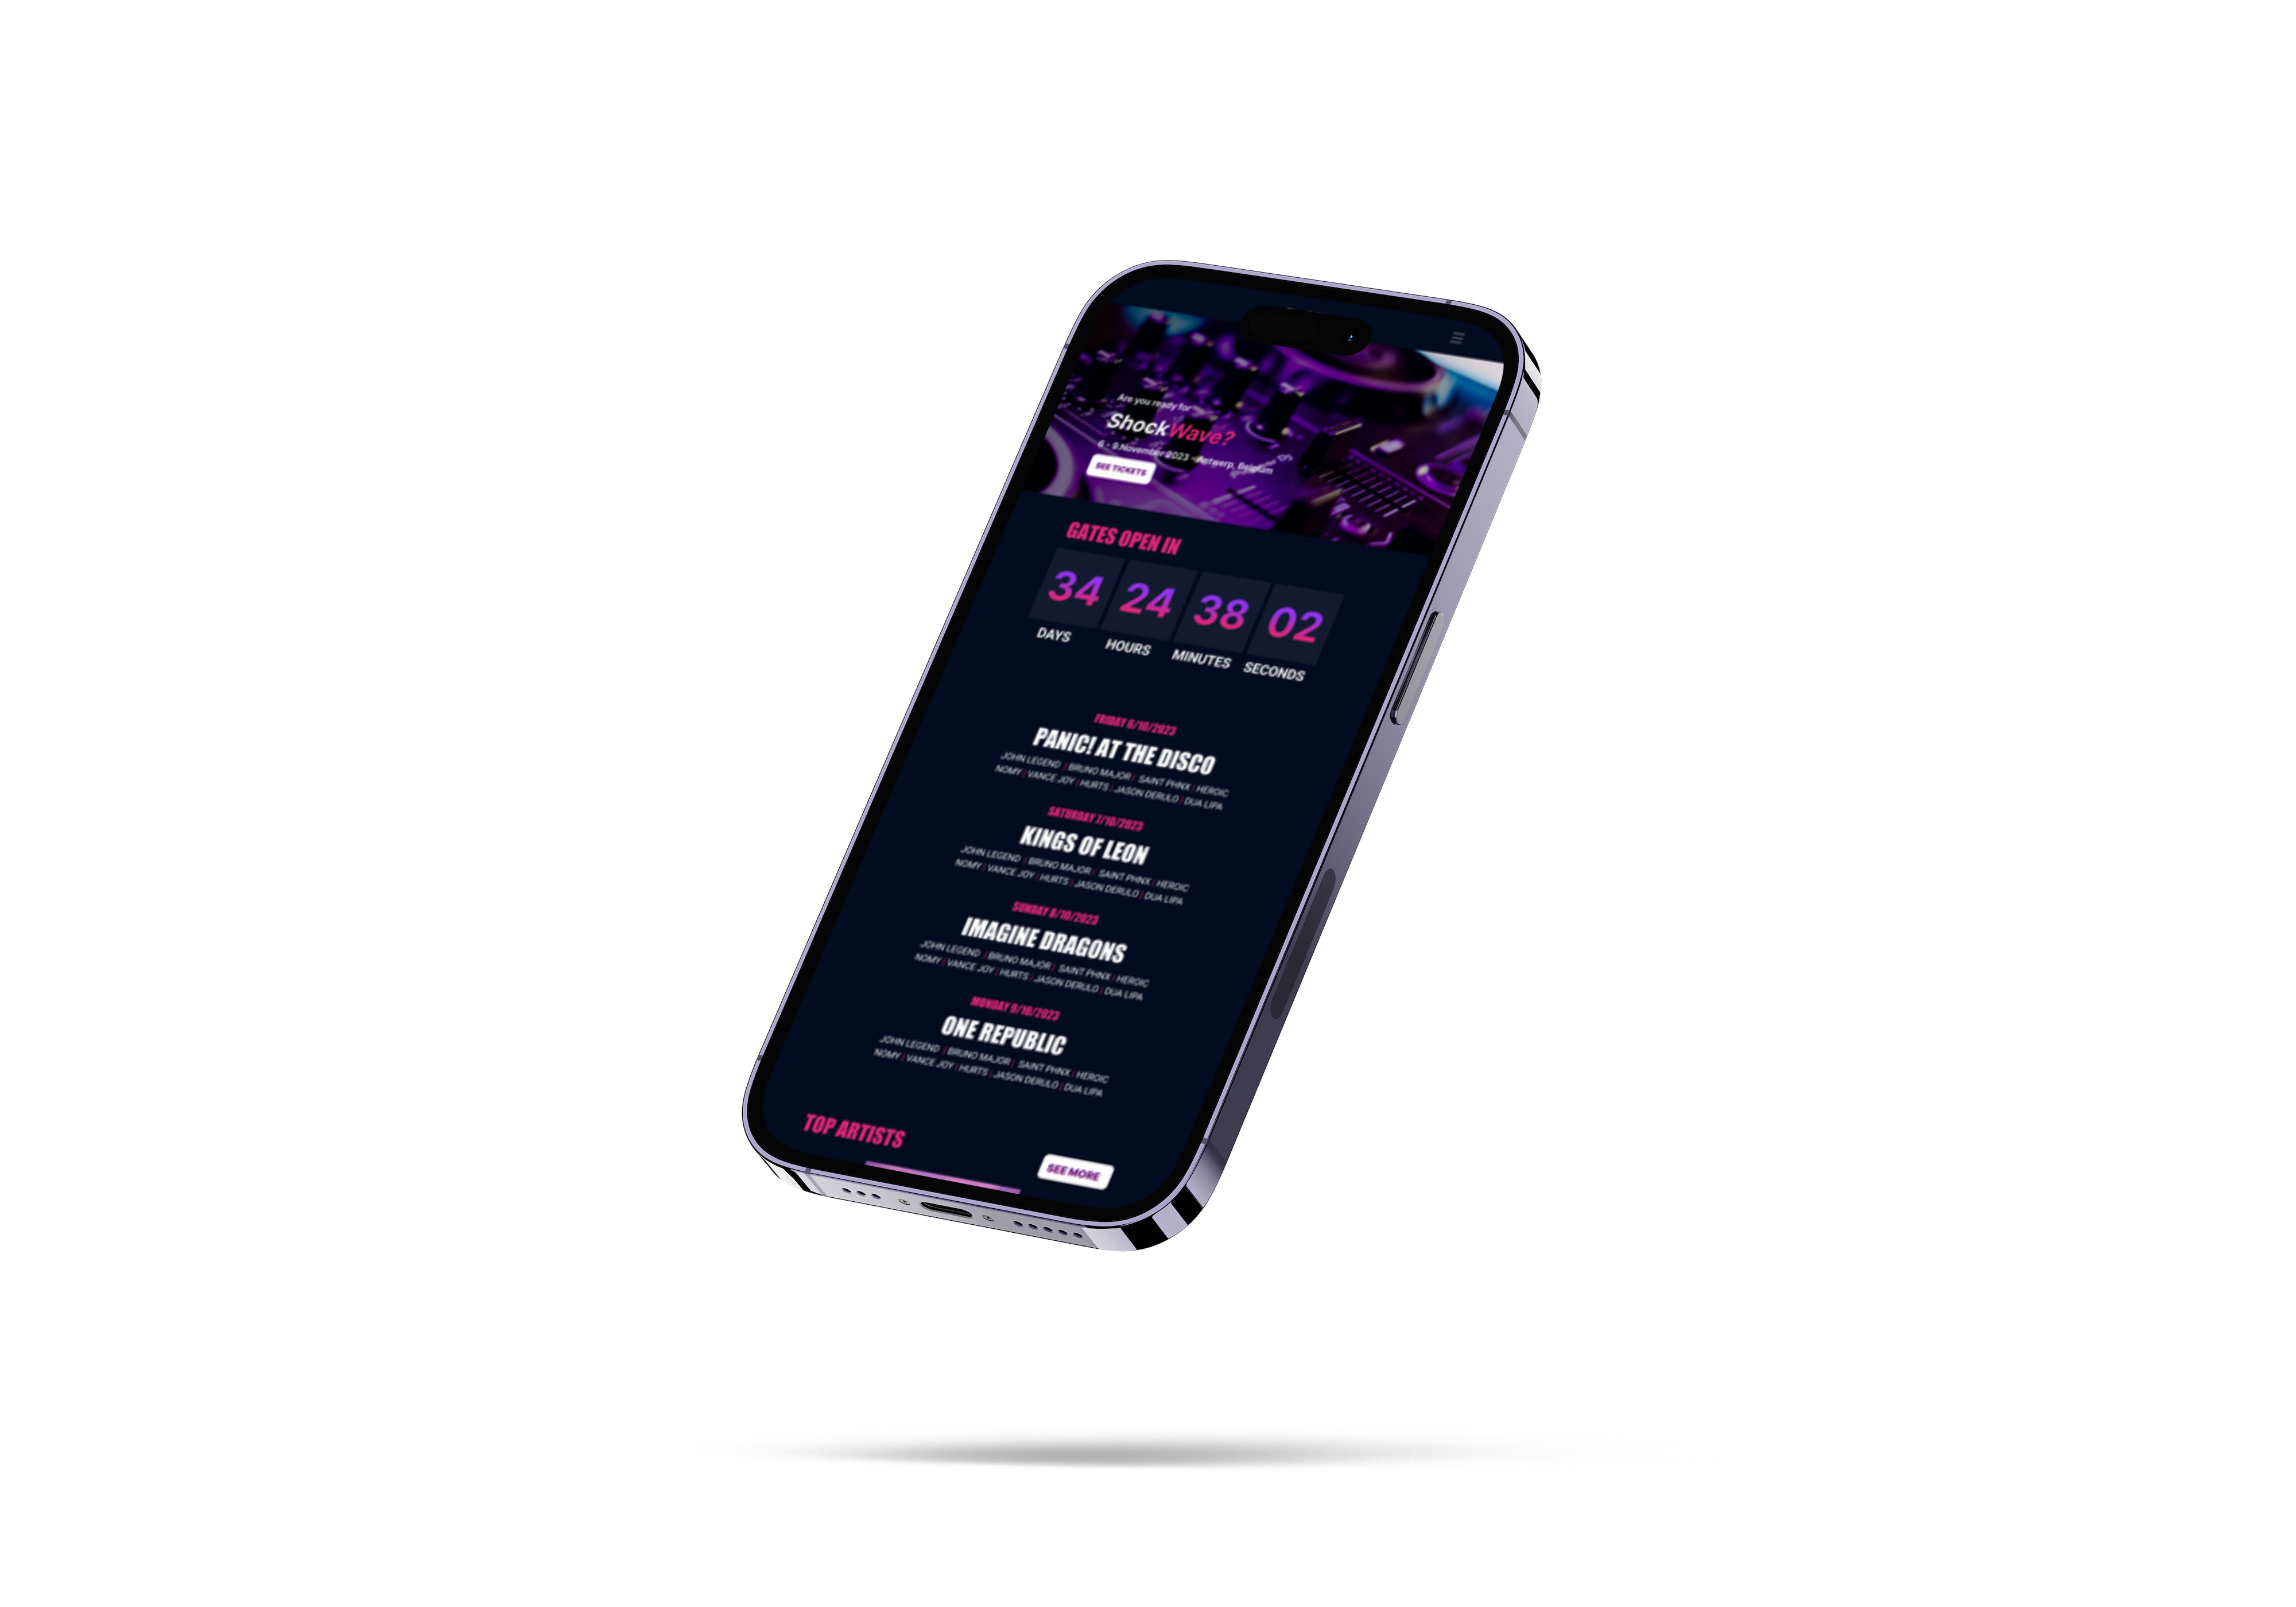 Are you ready for
ShockWave?
6 - 9 November 2023 - Antwerp, Belgium
SEE TICKETS
GATES OPEN IN
34 24 38 02
DAYS HOURS MINUTES SECONDS
FRIDAY 6/10/2023
PANIC! AT THE DISCO
JOHN LEGEND | BRUNO MAJOR | SAINT PHNX | HEROIC
NOMY | VANCE JOY | HURTS | JASON DERULO | DUA LIPA
SATURDAY 7/10/2023
KINGS OF LEON
JOHN LEGEND | BRUNO MAJOR | SAINT PHNX | HEROIC
NOMY | VANCE JOY | HURTS | JASON DERULO | DUA LIPA
SUNDAY 8/10/2023
IMAGINE DRAGONS
JOHN LEGEND | BRUNO MAJOR | SAINT PHNX | HEROIC
NOMY | VANCE JOY | HURTS | JASON DERULO | DUA LIPA
MONDAY 9/10/2023
ONE REPUBLIC
JOHN LEGEND | BRUNO MAJOR | SAINT PHNX | HEROIC
NOMY | VANCE JOY | HURTS | JASON DERULO | DUA LIPA
TOP ARTISTS
SEE MORE